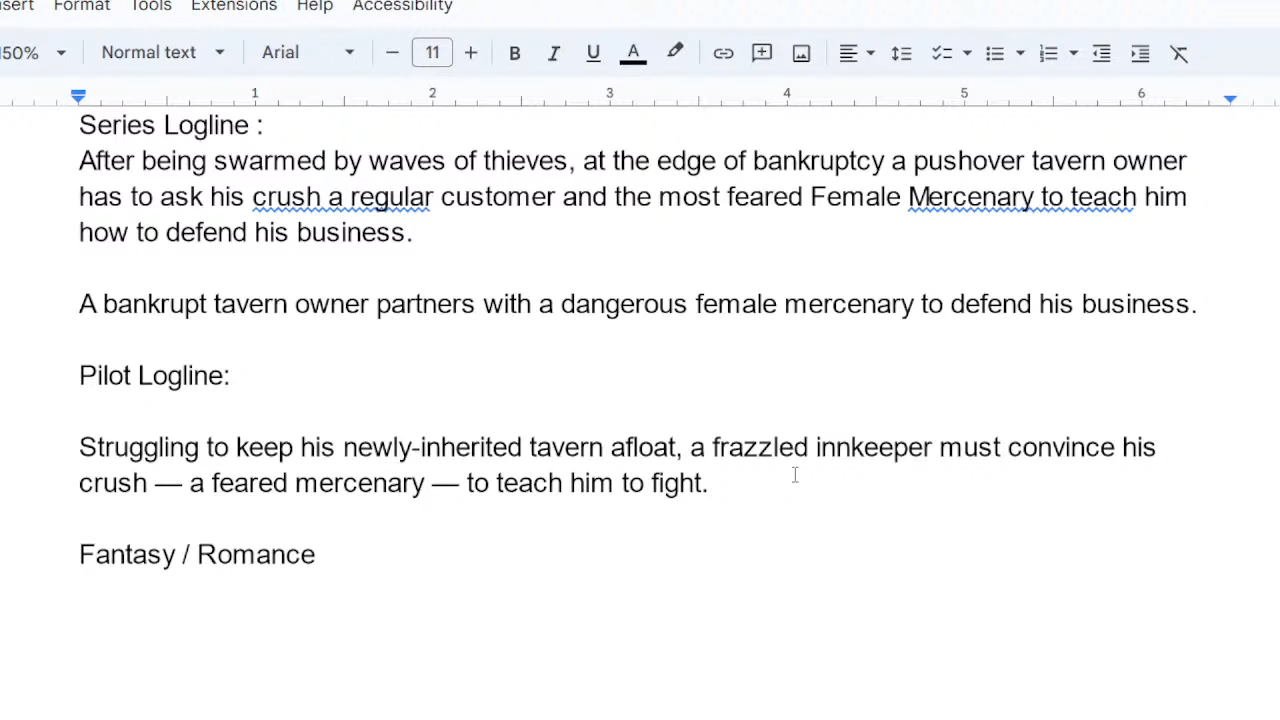 Format Tools Extensions Help Accessibility
150% Normal text Arial 11 B I U A
1 2 3 4 5 6
Series Logline :
After being swarmed by waves of thieves, at the edge of bankruptcy a pushover tavern owner
has to ask his crush a regular customer and the most feared Female Mercenary to teach him
how to defend his business.
A bankrupt tavern owner partners with a dangerous female mercenary to defend his business.
Pilot Logline:
Struggling to keep his newly-inherited tavern afloat, a frazzled innkeeper must convince his
crush — a feared mercenary — to teach him to fight.
Fantasy / Romance